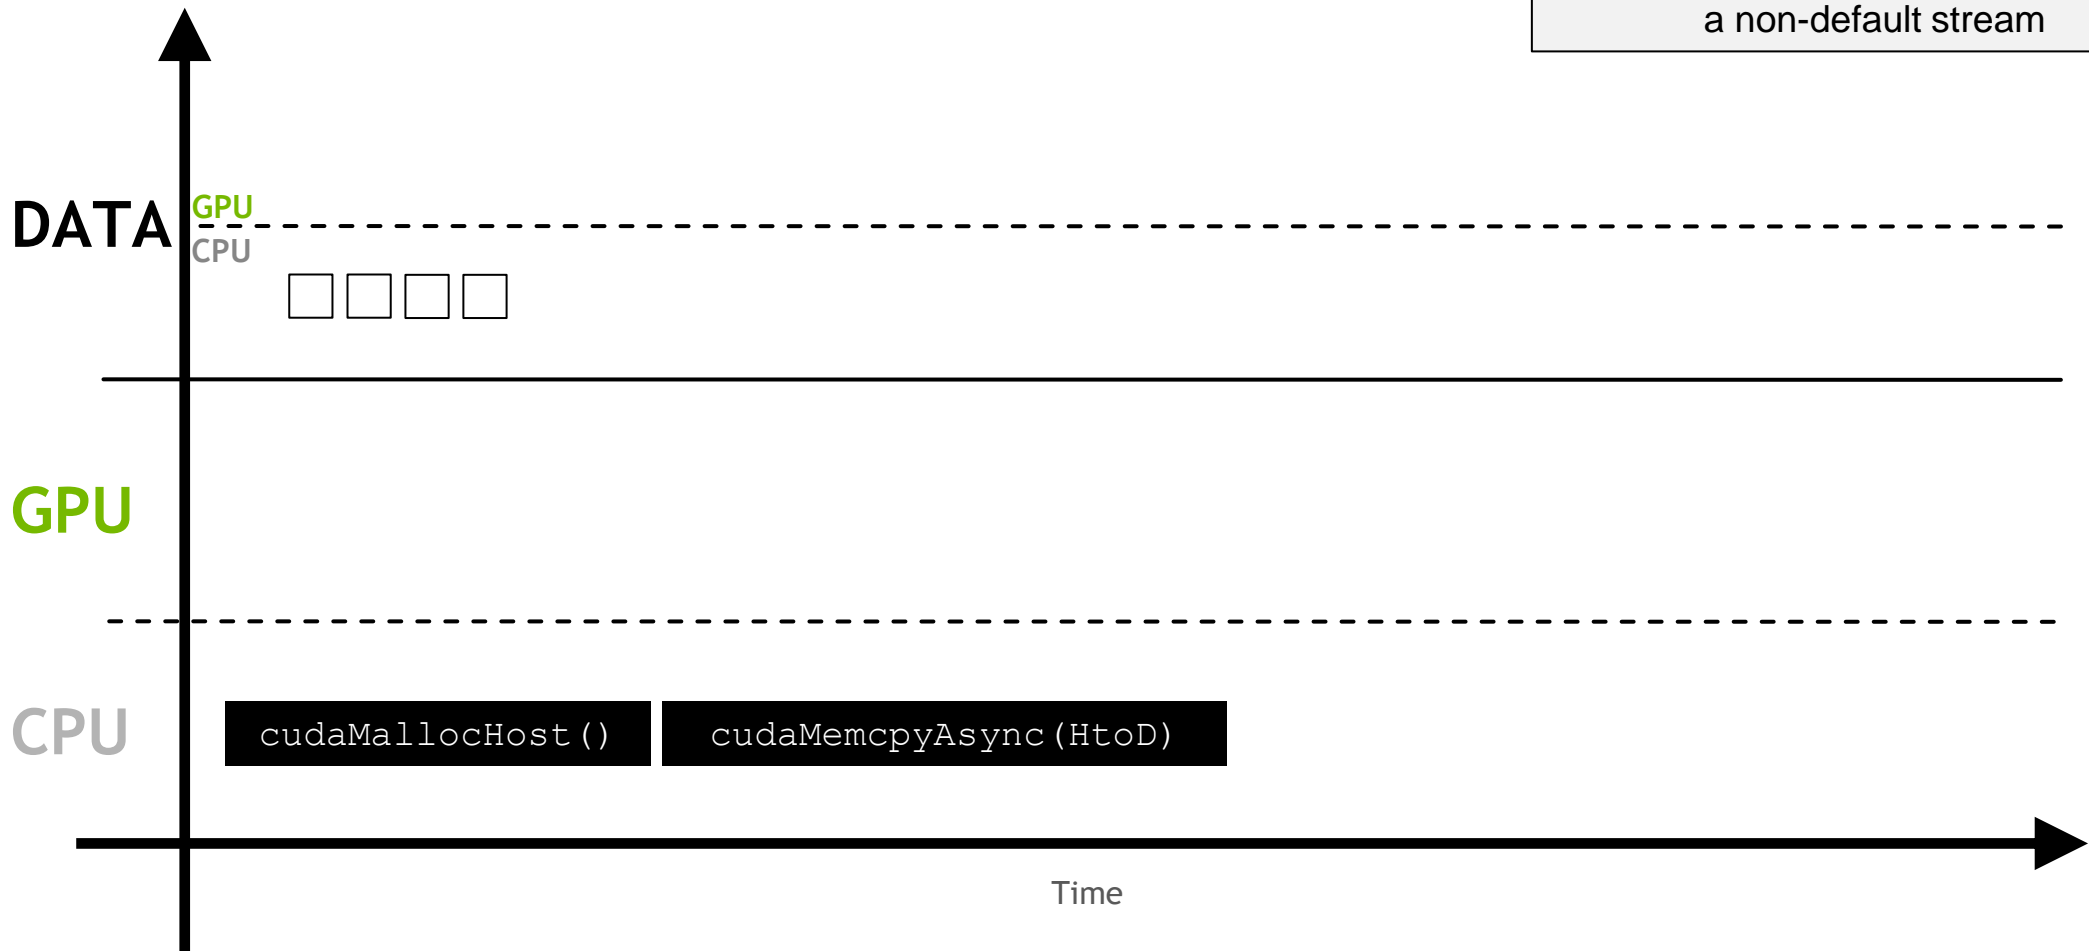 a non-default stream
DATA
GPU
CPU
GPU
CPU
cudaMallocHost() cudaMemcpyAsync(HtoD)
Time